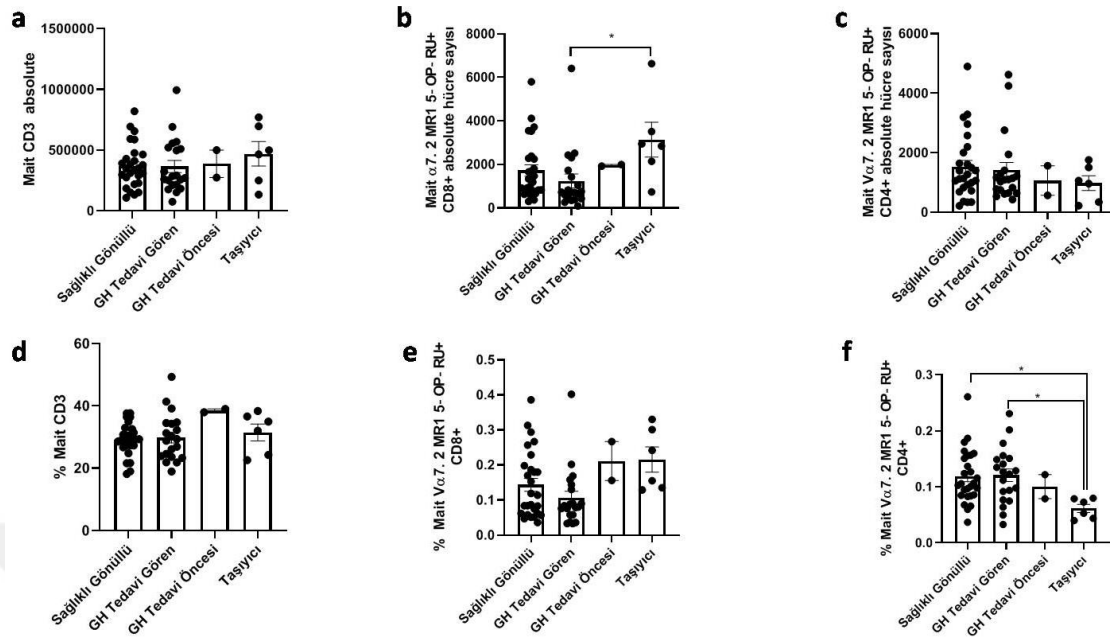 a
Mait CD3 absolute
1500000
1000000
500000
0
Sağlıklı Gönüllü
GH Tedavi Gören
GH Tedavi Öncesi
Taşıyıcı
b
Mait α7. 2 MR1 5- OP- RU+
CD8+ absolute hücre sayısı
8000
6000
4000
2000
0
*
Sağlıklı Gönüllü
GH Tedavi Gören
GH Tedavi Öncesi
Taşıyıcı
c
Mait Vα7. 2 MR1 5- OP- RU+
CD4+ absolute hücre sayısı
6000
4000
2000
0
Sağlıklı Gönüllü
GH Tedavi Gören
GH Tedavi Öncesi
Taşıyıcı
d
% Mait CD3
60
40
20
0
Sağlıklı Gönüllü
GH Tedavi Gören
GH Tedavi Öncesi
Taşıyıcı
e
% Mait Vα7. 2 MR1 5- OP- RU+
CD8+
0.5
0.4
0.3
0.2
0.1
0.0
Sağlıklı Gönüllü
GH Tedavi Gören
GH Tedavi Öncesi
Taşıyıcı
f
% Mait Vα7. 2 MR1 5- OP- RU+
CD4+
0.3
0.2
0.1
0.0
*
*
Sağlıklı Gönüllü
GH Tedavi Gören
GH Tedavi Öncesi
Taşıyıcı